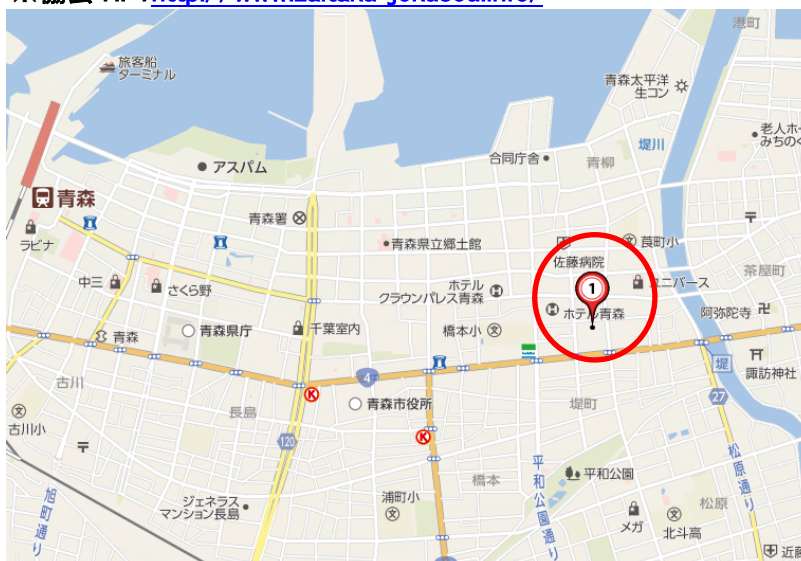 港町
旅客船
ターミナル
青森太平洋
生コン
老人ホー
みちのく
堤川
合同庁舎
青柳
アスパム
青森
青森署
青森県立郷土館
莨町小
ラビナ
佐藤病院
茶屋町
中三
さくら野
ホテル
クラウンパレス青森
1
ユニバース
ホテル青森
阿弥陀寺
青森
青森県庁
千葉室内
橋本小
堤
諏訪神社
古川
4
青森市役所
27
長島
堤町
古川小
120
K
K
橋本
平和公園
平和公園通り
松原通り
旭町通り
ジェネラス
マンション長島
浦町小
メガ
北斗高
松原
近藤